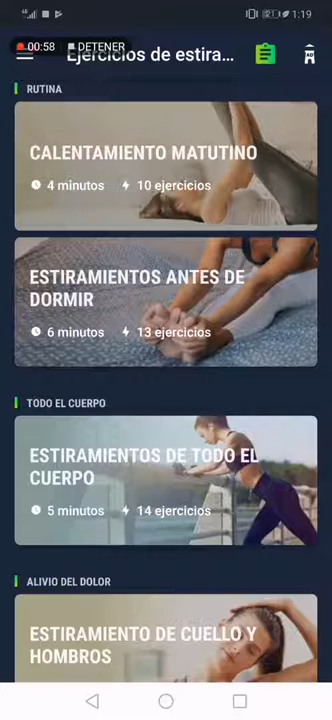 1:19
00:58 DETENER
Ejercicios de estira...
AD
RUTINA
CALENTAMIENTO MATUTINO
4 minutos 10 ejercicios
ESTIRAMIENTOS ANTES DE
DORMIR
6 minutos 13 ejercicios
TODO EL CUERPO
ESTIRAMIENTOS DE TODO EL
CUERPO
5 minutos 14 ejercicios
ALIVIO DEL DOLOR
ESTIRAMIENTO DE CUELLO Y
HOMBROS